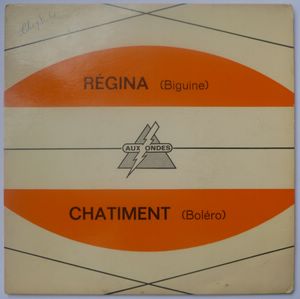 RÉGINA (Biguine)
AUX ONDES
CHATIMENT (Boléro)